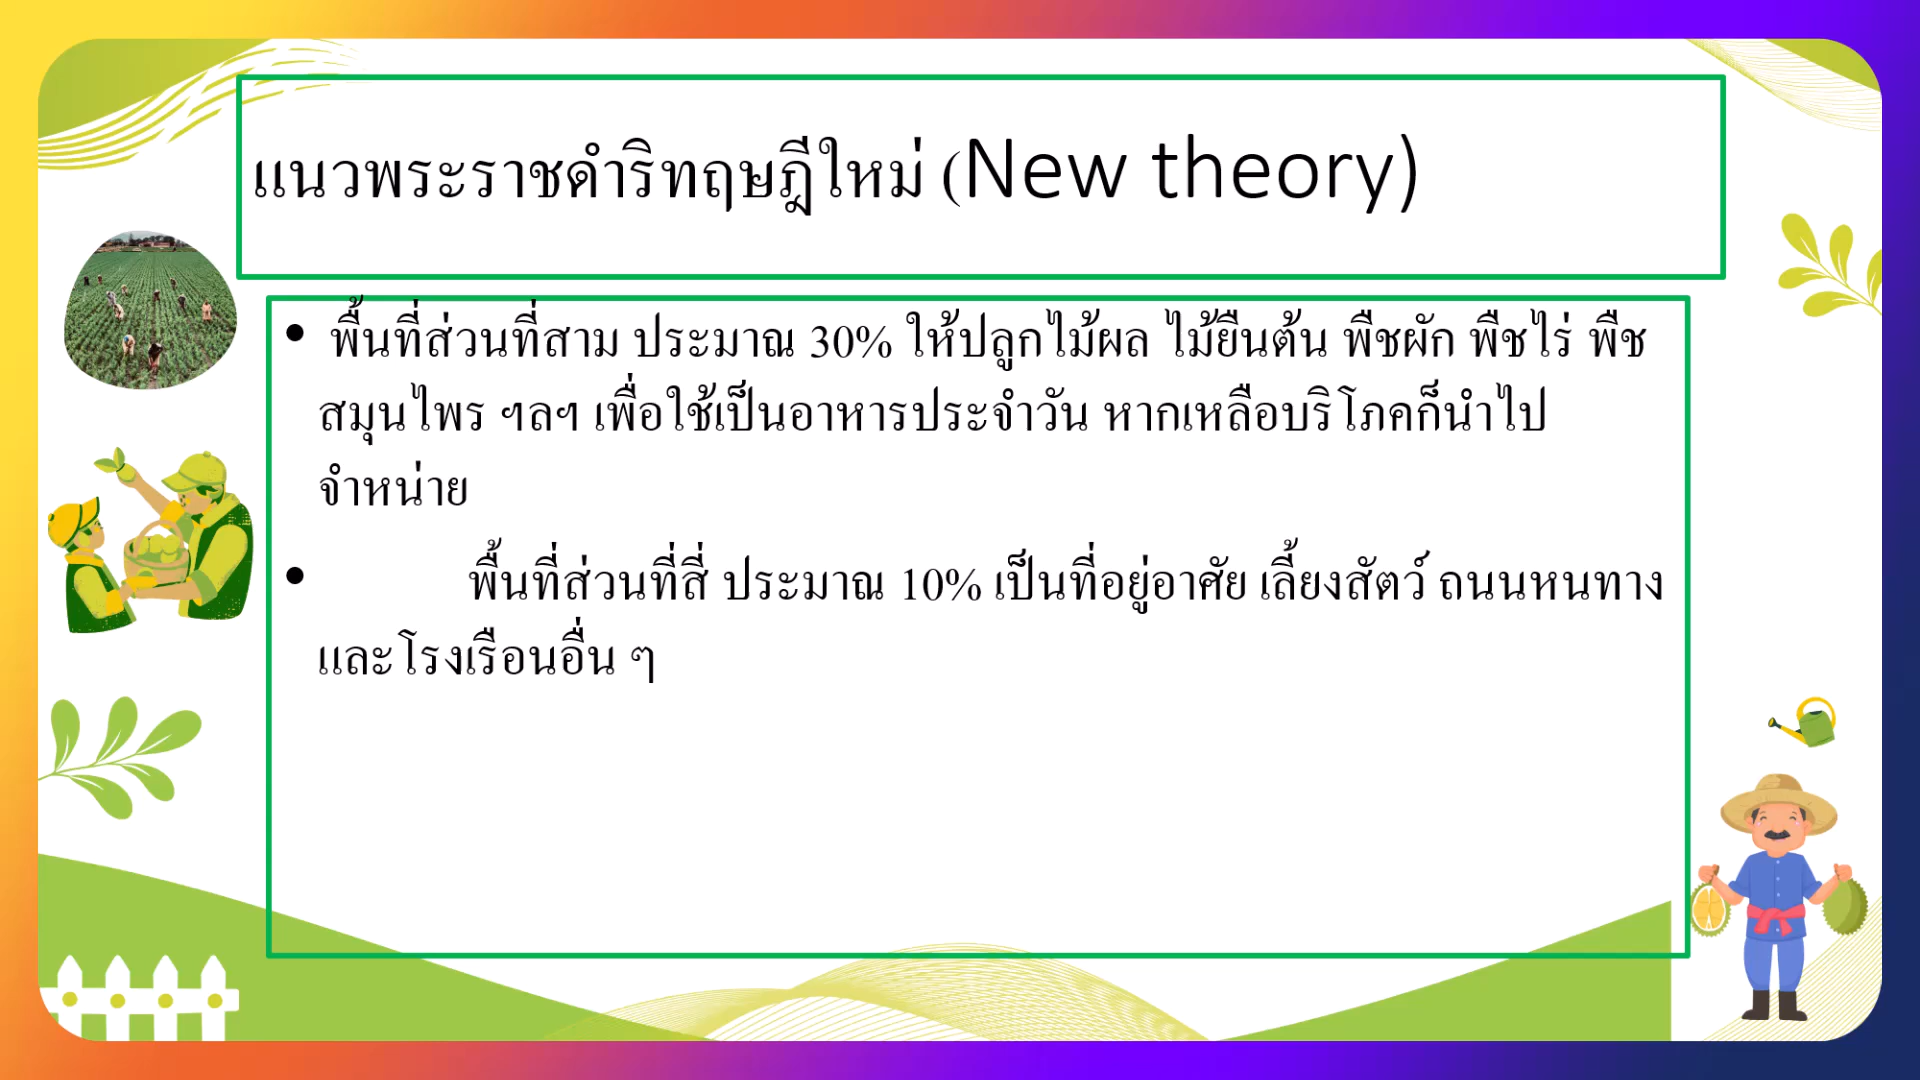 แนวพระราชดำริทฤษฎีใหม่ (New theory)
• พื้นที่ส่วนที่สาม ประมาณ 30% ให้ปลูกไม้ผล ไม้ยืนต้น พืชผัก พืชไร่ พืช
สมุนไพร ฯลฯ เพื่อใช้เป็นอาหารประจำวัน หากเหลือบริโภคก็นำไป
จำหน่าย
• พื้นที่ส่วนที่สี่ ประมาณ 10% เป็นที่อยู่อาศัย เลี้ยงสัตว์ ถนนหนทาง
และโรงเรือนอื่น ๆ